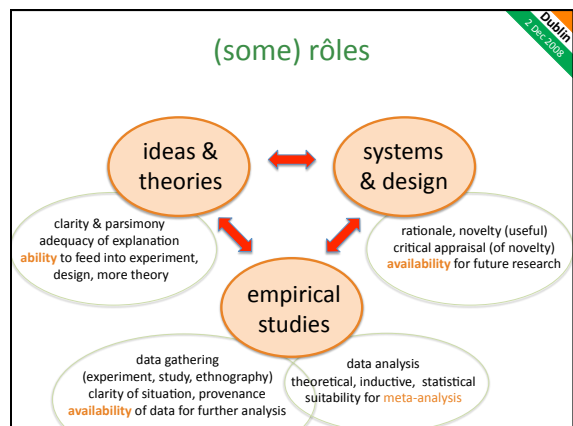 Dublin
2 Dec 2008
(some) rôles
ideas &
theories
systems
& design
clarity & parsimony
adequacy of explanation
ability to feed into experiment,
design, more theory
rationale, novelty (useful)
critical appraisal (of novelty)
availability for future research
empirical
studies
data gathering
(experiment, study, ethnography)
clarity of situation, provenance
availability of data for further analysis
data analysis
theoretical, inductive, statistical
suitability for meta-analysis